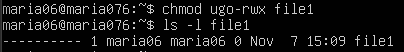 maria06@maria076:~$ chmod ugo-rwx file1
maria06@maria076:~$ ls -l file1
---------- 1 maria06 maria06 0 Nov  7 15:09 file1